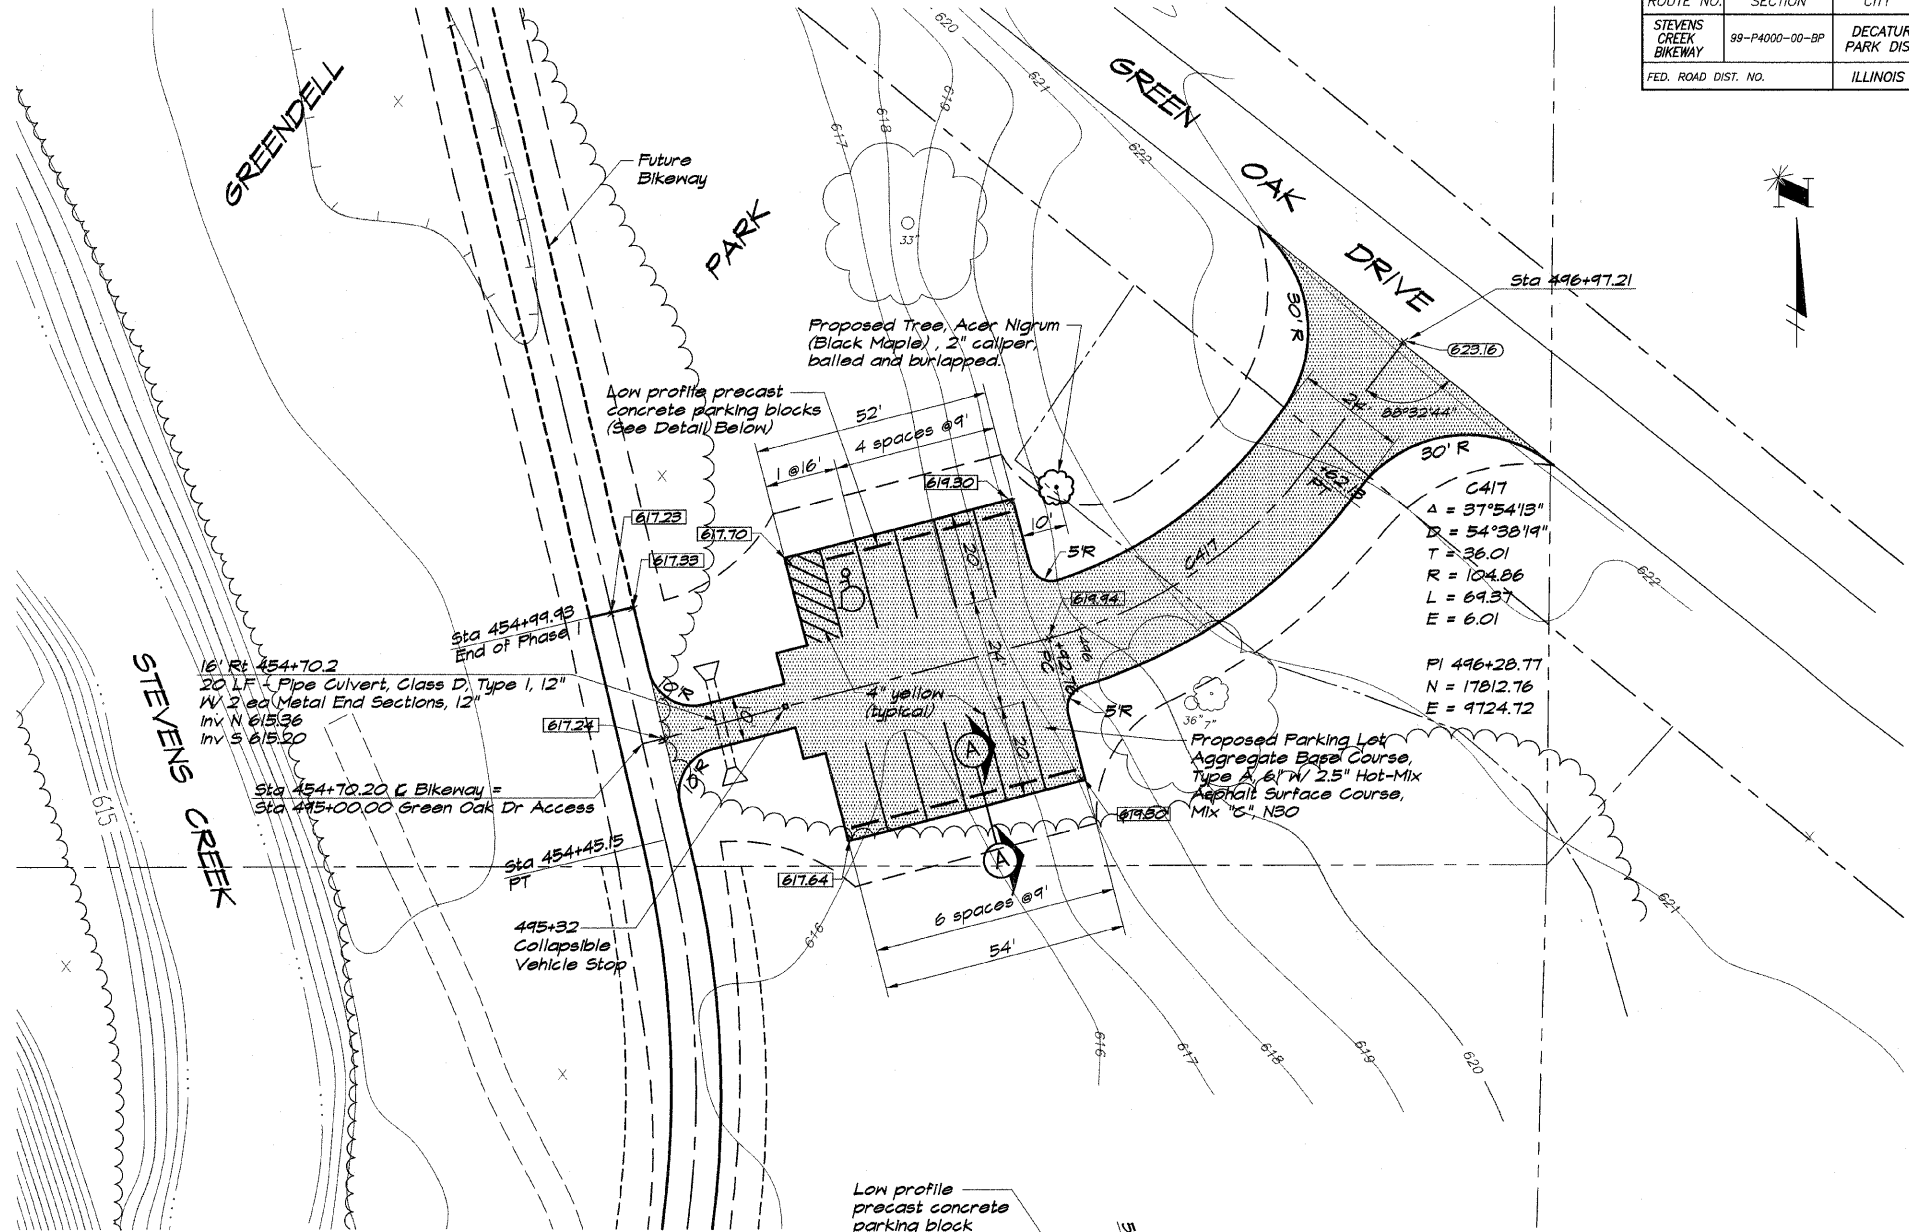 ROUTE NO. SECTION CITY
STEVENS CREEK BIKEWAY 99-P4000-00-BP DECATUR PARK DIS
FED. ROAD DIST. NO. ILLINOIS
GREENDELL
PARK
GREEN OAK DRIVE
STEVENS CREEK
N
620
621
619
618
617
622
Future
Bikeway
33"
Sta 496+97.21
623.16
30' R
24'
88°32'44"
30' R
+62.13
PT
Proposed Tree, Acer Nigrum
(Black Maple), 2" caliper,
balled and burlapped.
Low profile precast
concrete parking blocks
(See Detail Below)
52'
4 spaces @9'
1 @16'
619.30
10'
5'R
617.23
617.70
617.33
20'
C417
619.94
496
+92.76
PC
24'
C417
Δ = 37°54'13"
D = 54°38'19"
T = 36.01
R = 104.86
L = 69.37
E = 6.01
PI 496+28.77
N = 17812.76
E = 9724.72
622
Sta 454+99.93
End of Phase 1
16' Rt 454+70.2
20 LF - Pipe Culvert, Class D, Type 1, 12"
W/ 2 ea Metal End Sections, 12"
Inv N 615.36
Inv S 615.20
10'R
617.24
10'R
4" yellow
(typical)
5'R
36"
7"
20'
A
A
Proposed Parking Lot
Aggregate Base Course,
Type A, 6" W/ 2.5" Hot-Mix
Asphalt Surface Course,
Mix "C", N30
Sta 454+70.20 ℄ Bikeway =
Sta 495+00.00 Green Oak Dr Access
615
619.80
Sta 454+45.15
PT
617.64
616
6 spaces @9'
54'
621
495+32
Collapsible
Vehicle Stop
616
617
618
619
620
Low profile
precast concrete
parking block